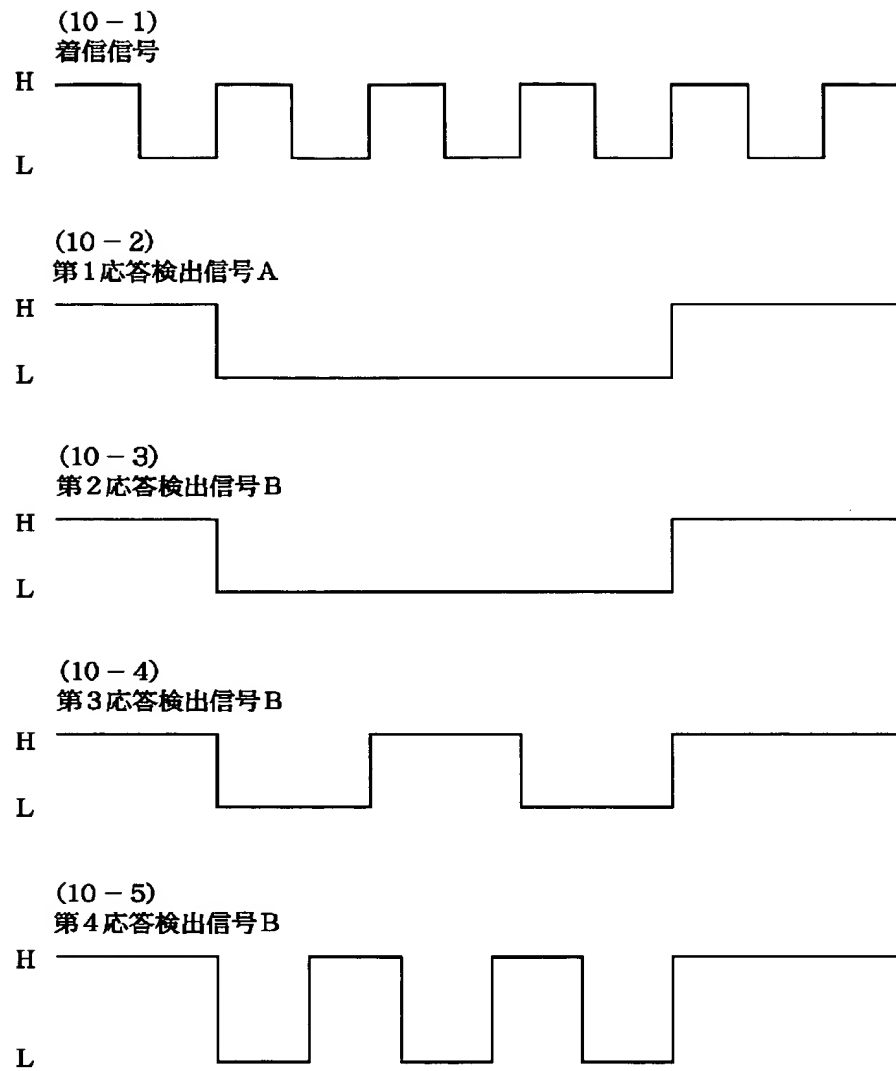 (10-1)
着信信号
H
L
(10-2)
第1応答検出信号A
H
L
(10-3)
第2応答検出信号B
H
L
(10-4)
第3応答検出信号B
H
L
(10-5)
第4応答検出信号B
H
L